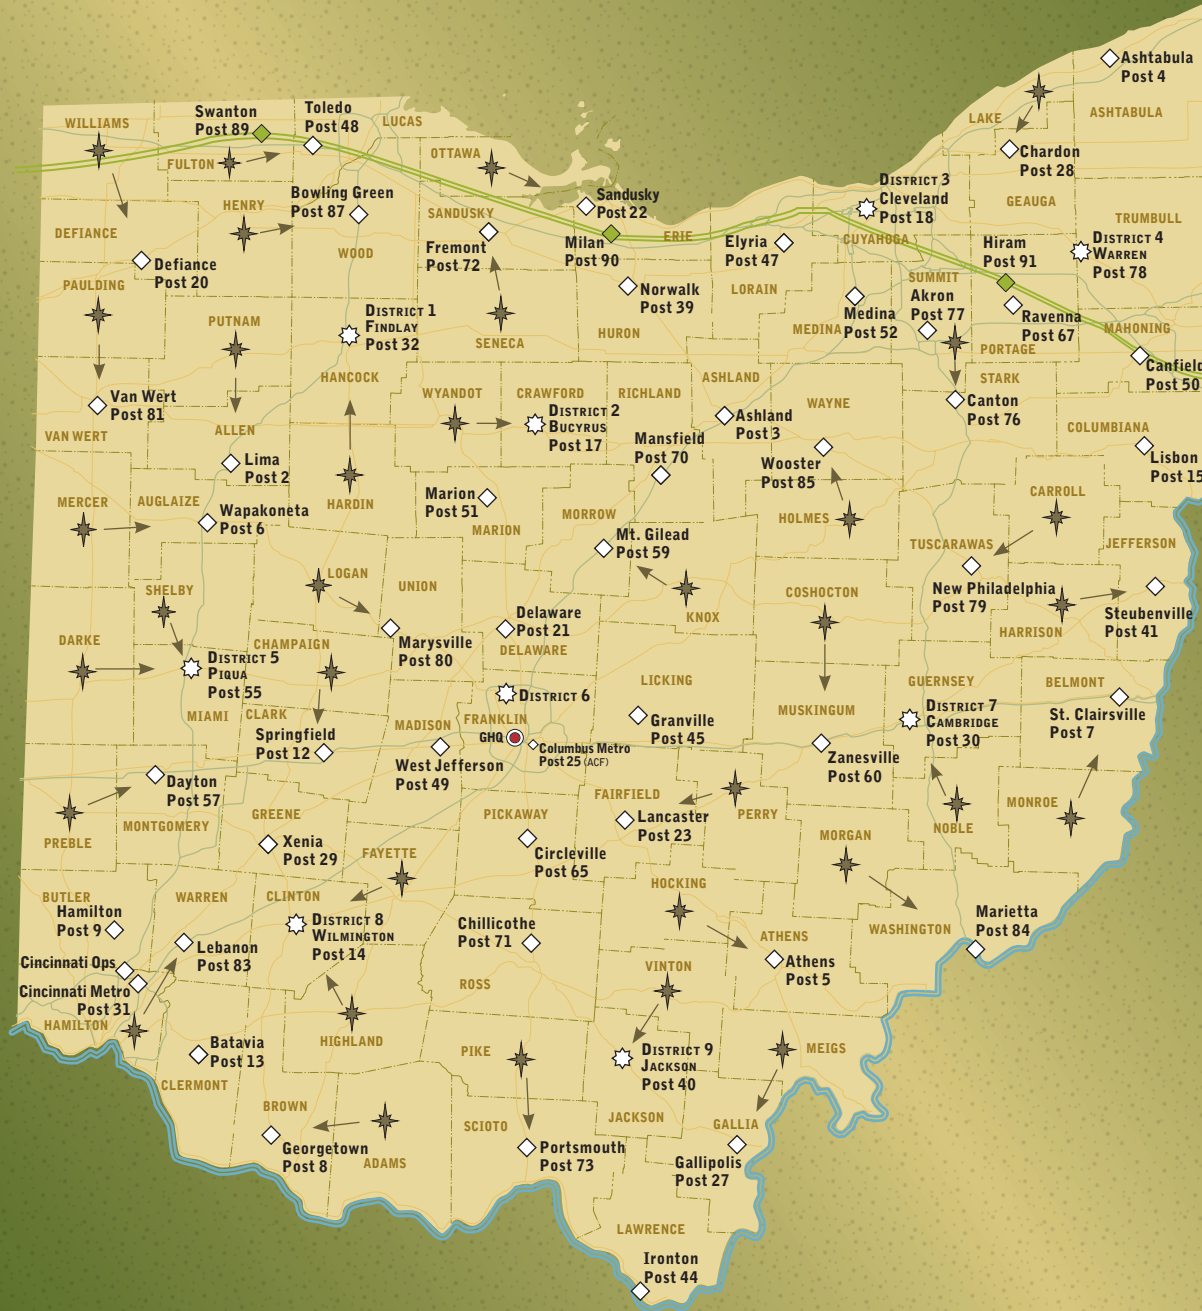 Ashtabula
Post 4
LAKE
ASHTABULA
Swanton
Post 89
Toledo
Post 48
LUCAS
WILLIAMS
FULTON
OTTAWA
Chardon
Post 28
DISTRICT 3
Cleveland
Post 18
GEAUGA
TRUMBULL
HENRY
Bowling Green
Post 87
SANDUSKY
Sandusky
Post 22
DEFIANCE
WOOD
Fremont
Post 72
Milan
Post 90
ERIE
Elyria
Post 47
CUYAHOGA
Hiram
Post 91
DISTRICT 4
WARREN
Post 78
Defiance
Post 20
PAULDING
Norwalk
Post 39
LORAIN
SUMMIT
Akron
Post 77
PUTNAM
DISTRICT 1
FINDLAY
Post 32
SENECA
HURON
MEDINA
Medina
Post 52
Ravenna
Post 67
MAHONING
PORTAGE
Canfield
Post 50
HANCOCK
WYANDOT
CRAWFORD
RICHLAND
ASHLAND
STARK
Van Wert
Post 81
DISTRICT 2
BUCYRUS
Post 17
Ashland
Post 3
WAYNE
Canton
Post 76
VAN WERT
ALLEN
Mansfield
Post 70
COLUMBIANA
Lima
Post 2
Wooster
Post 85
Lisbon
Post 15
MERCER
AUGLAIZE
Wapakoneta
Post 6
HARDIN
Marion
Post 51
MARION
MORROW
HOLMES
CARROLL
Mt. Gilead
Post 59
TUSCARAWAS
JEFFERSON
SHELBY
LOGAN
UNION
COSHOCTON
New Philadelphia
Post 79
DARKE
CHAMPAIGN
Marysville
Post 80
Delaware
Post 21
DELAWARE
KNOX
HARRISON
Steubenville
Post 41
DISTRICT 5
PIQUA
Post 55
LICKING
GUERNSEY
BELMONT
MIAMI
CLARK
Springfield
Post 12
MADISON
FRANKLIN
DISTRICT 6
GHQ
Columbus Metro
Post 25 (ACF)
Granville
Post 45
MUSKINGUM
DISTRICT 7
CAMBRIDGE
Post 30
St. Clairsville
Post 7
West Jefferson
Post 49
Zanesville
Post 60
Dayton
Post 57
PREBLE
MONTGOMERY
GREENE
PICKAWAY
FAIRFIELD
Lancaster
Post 23
PERRY
MORGAN
NOBLE
MONROE
Xenia
Post 29
FAYETTE
Circleville
Post 65
BUTLER
WARREN
CLINTON
HOCKING
Hamilton
Post 9
DISTRICT 8
WILMINGTON
Post 14
Chillicothe
Post 71
ATHENS
WASHINGTON
Marietta
Post 84
Lebanon
Post 83
Cincinnati Ops
Cincinnati Metro
Post 31
ROSS
VINTON
Athens
Post 5
HAMILTON
Batavia
Post 13
HIGHLAND
PIKE
DISTRICT 9
JACKSON
Post 40
MEIGS
CLERMONT
BROWN
SCIOTO
JACKSON
GALLIA
Georgetown
Post 8
ADAMS
Portsmouth
Post 73
Gallipolis
Post 27
LAWRENCE
Ironton
Post 44